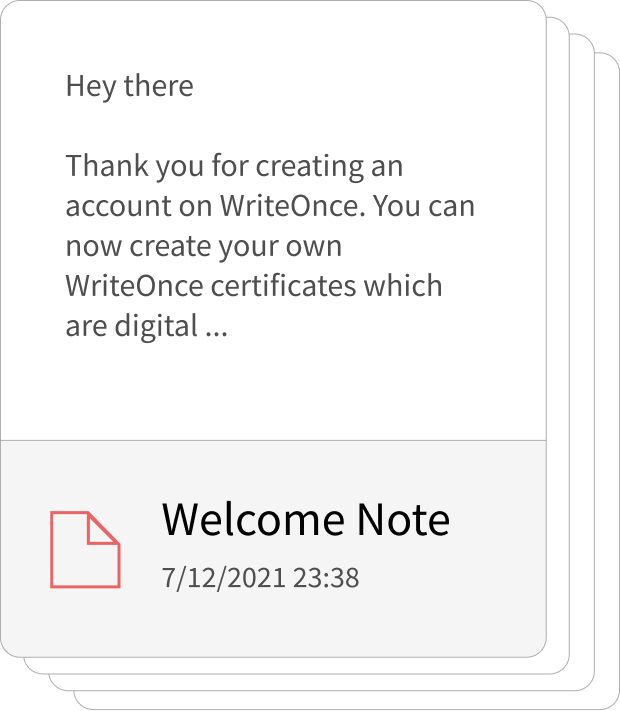 Hey there
Thank you for creating an
account on WriteOnce. You can
now create your own
WriteOnce certificates which
are digital ...
Welcome Note
7/12/2021 23:38